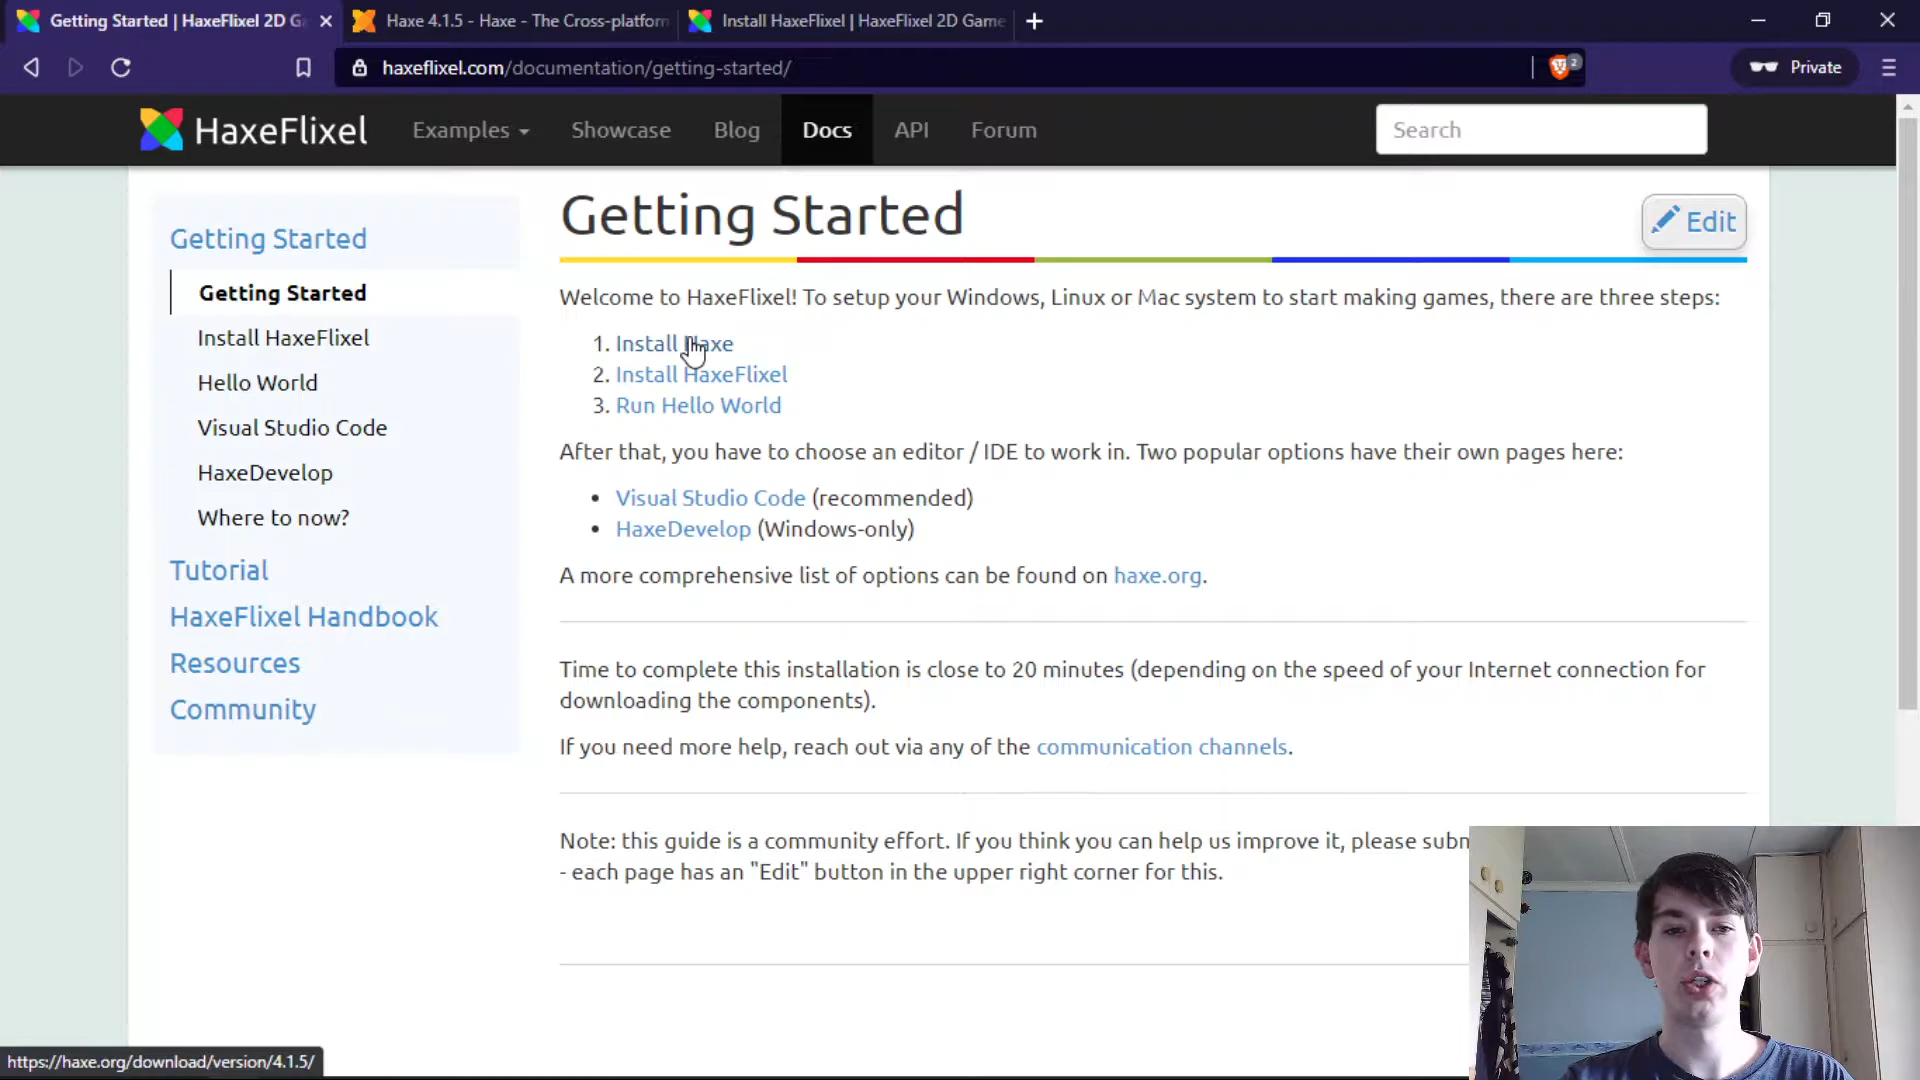 Getting Started | HaxeFlixel 2D Ga
Haxe 4.1.5 - Haxe - The Cross-platform
Install HaxeFlixel | HaxeFlixel 2D Game
haxeflixel.com/documentation/getting-started/
2
Private
HaxeFlixel
Examples
Showcase
Blog
Docs
API
Forum
Search
Getting Started
Getting Started
Install HaxeFlixel
Hello World
Visual Studio Code
HaxeDevelop
Where to now?
Tutorial
HaxeFlixel Handbook
Resources
Community
Getting Started
Edit
Welcome to HaxeFlixel! To setup your Windows, Linux or Mac system to start making games, there are three steps:
1. Install Haxe
2. Install HaxeFlixel
3. Run Hello World
After that, you have to choose an editor / IDE to work in. Two popular options have their own pages here:
• Visual Studio Code (recommended)
• HaxeDevelop (Windows-only)
A more comprehensive list of options can be found on haxe.org.
Time to complete this installation is close to 20 minutes (depending on the speed of your Internet connection for
downloading the components).
If you need more help, reach out via any of the communication channels.
Note: this guide is a community effort. If you think you can help us improve it, please subm
- each page has an "Edit" button in the upper right corner for this.
https://haxe.org/download/version/4.1.5/